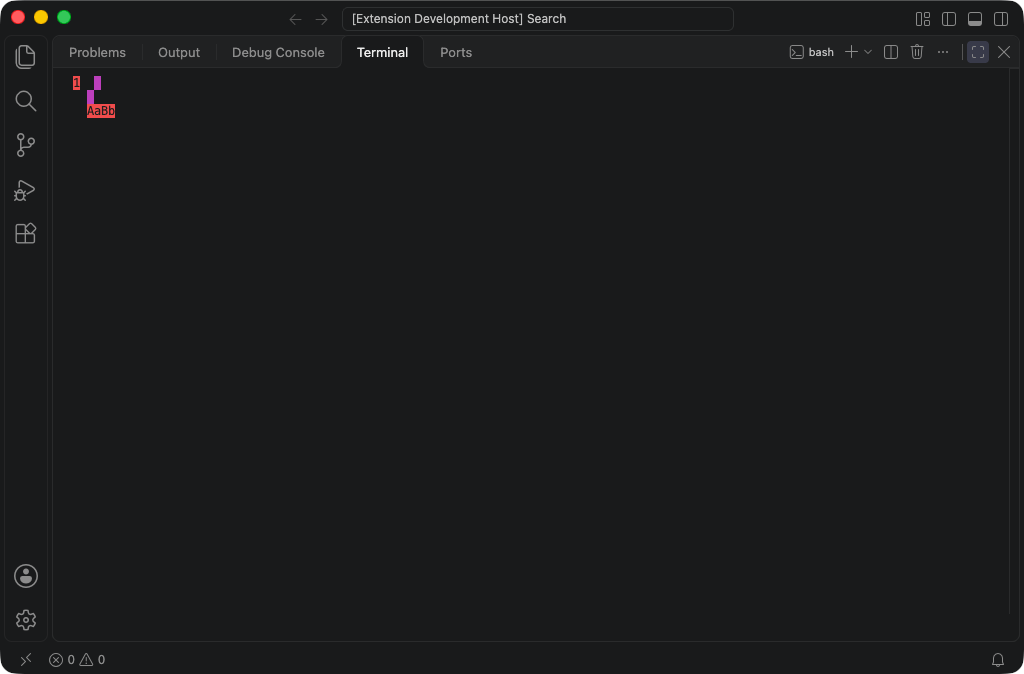 [Extension Development Host] Search
Problems Output Debug Console Terminal Ports bash
1
AaBb
0 0